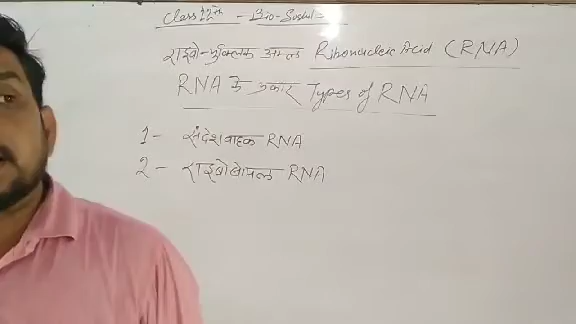 Class 12th - Bio-Sushil
राइबो-न्युक्लिक अम्ल Ribonucleic Acid (RNA)
RNA के प्रकार Types of RNA
1- संदेशवाहक RNA
2- राइबोसोमल RNA